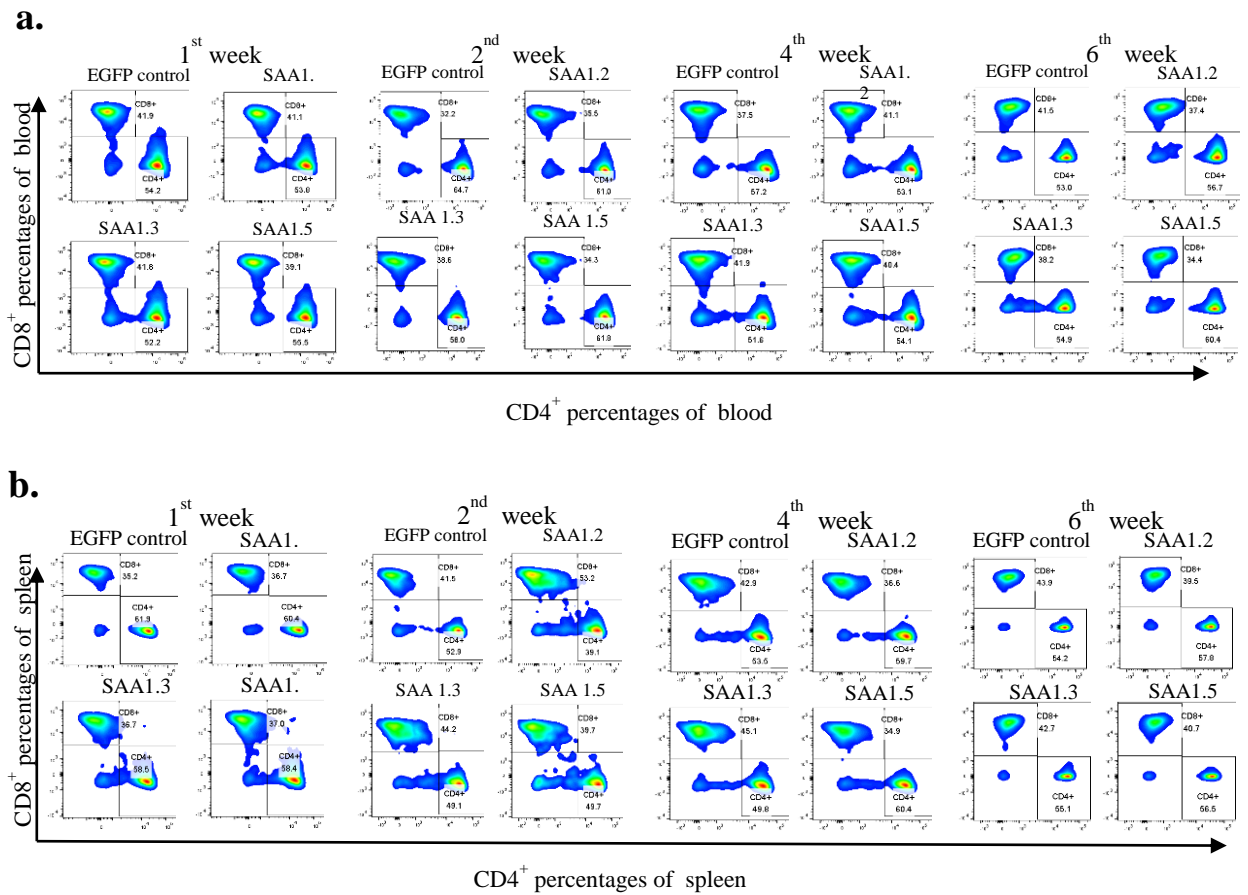 a.
1st week
2nd week
4th week
6th week
EGFP control
SAA1.
EGFP control
SAA1.2
EGFP control
SAA1.
2
EGFP control
SAA1.2
CD8+
41.9
CD4+
54.2
CD8+
41.1
CD4+
53.8
CD8+
32.2
CD4+
64.7
CD8+
35.5
CD4+
61.0
CD8+
37.5
CD4+
57.2
CD8+
41.1
CD4+
53.1
CD8+
41.5
CD4+
53.0
CD8+
37.4
CD4+
56.7
SAA1.3
SAA1.5
SAA 1.3
SAA1.5
SAA1.3
SAA1.5
SAA1.3
SAA1.5
CD8+
41.8
CD4+
52.2
CD8+
39.1
CD4+
55.5
CD8+
38.6
CD4+
58.0
CD8+
34.3
CD4+
61.8
CD8+
41.9
CD4+
51.6
CD8+
40.4
CD4+
54.1
CD8+
38.2
CD4+
54.9
CD8+
34.4
CD4+
60.4
CD8+ percentages of blood
CD4+ percentages of blood
b.
1st week
2nd week
4th week
6th week
EGFP control
SAA1.
EGFP control
SAA1.2
EGFP control
SAA1.2
EGFP control
SAA1.2
CD8+
35.2
CD4+
61.9
CD8+
36.7
CD4+
60.4
CD8+
41.5
CD4+
52.9
CD8+
53.2
CD4+
39.1
CD8+
42.9
CD4+
53.5
CD8+
36.6
CD4+
59.7
CD8+
43.9
CD4+
54.2
CD8+
39.5
CD4+
57.8
SAA1.3
SAA1.
SAA 1.3
SAA 1.5
SAA1.3
SAA1.5
SAA1.3
SAA1.5
CD8+
36.7
CD4+
58.5
CD8+
37.0
CD4+
58.4
CD8+
44.2
CD4+
49.1
CD8+
39.7
CD4+
49.7
CD8+
45.1
CD4+
49.8
CD8+
34.9
CD4+
60.4
CD8+
42.7
CD4+
55.1
CD8+
40.7
CD4+
56.5
CD8+ percentages of spleen
CD4+ percentages of spleen